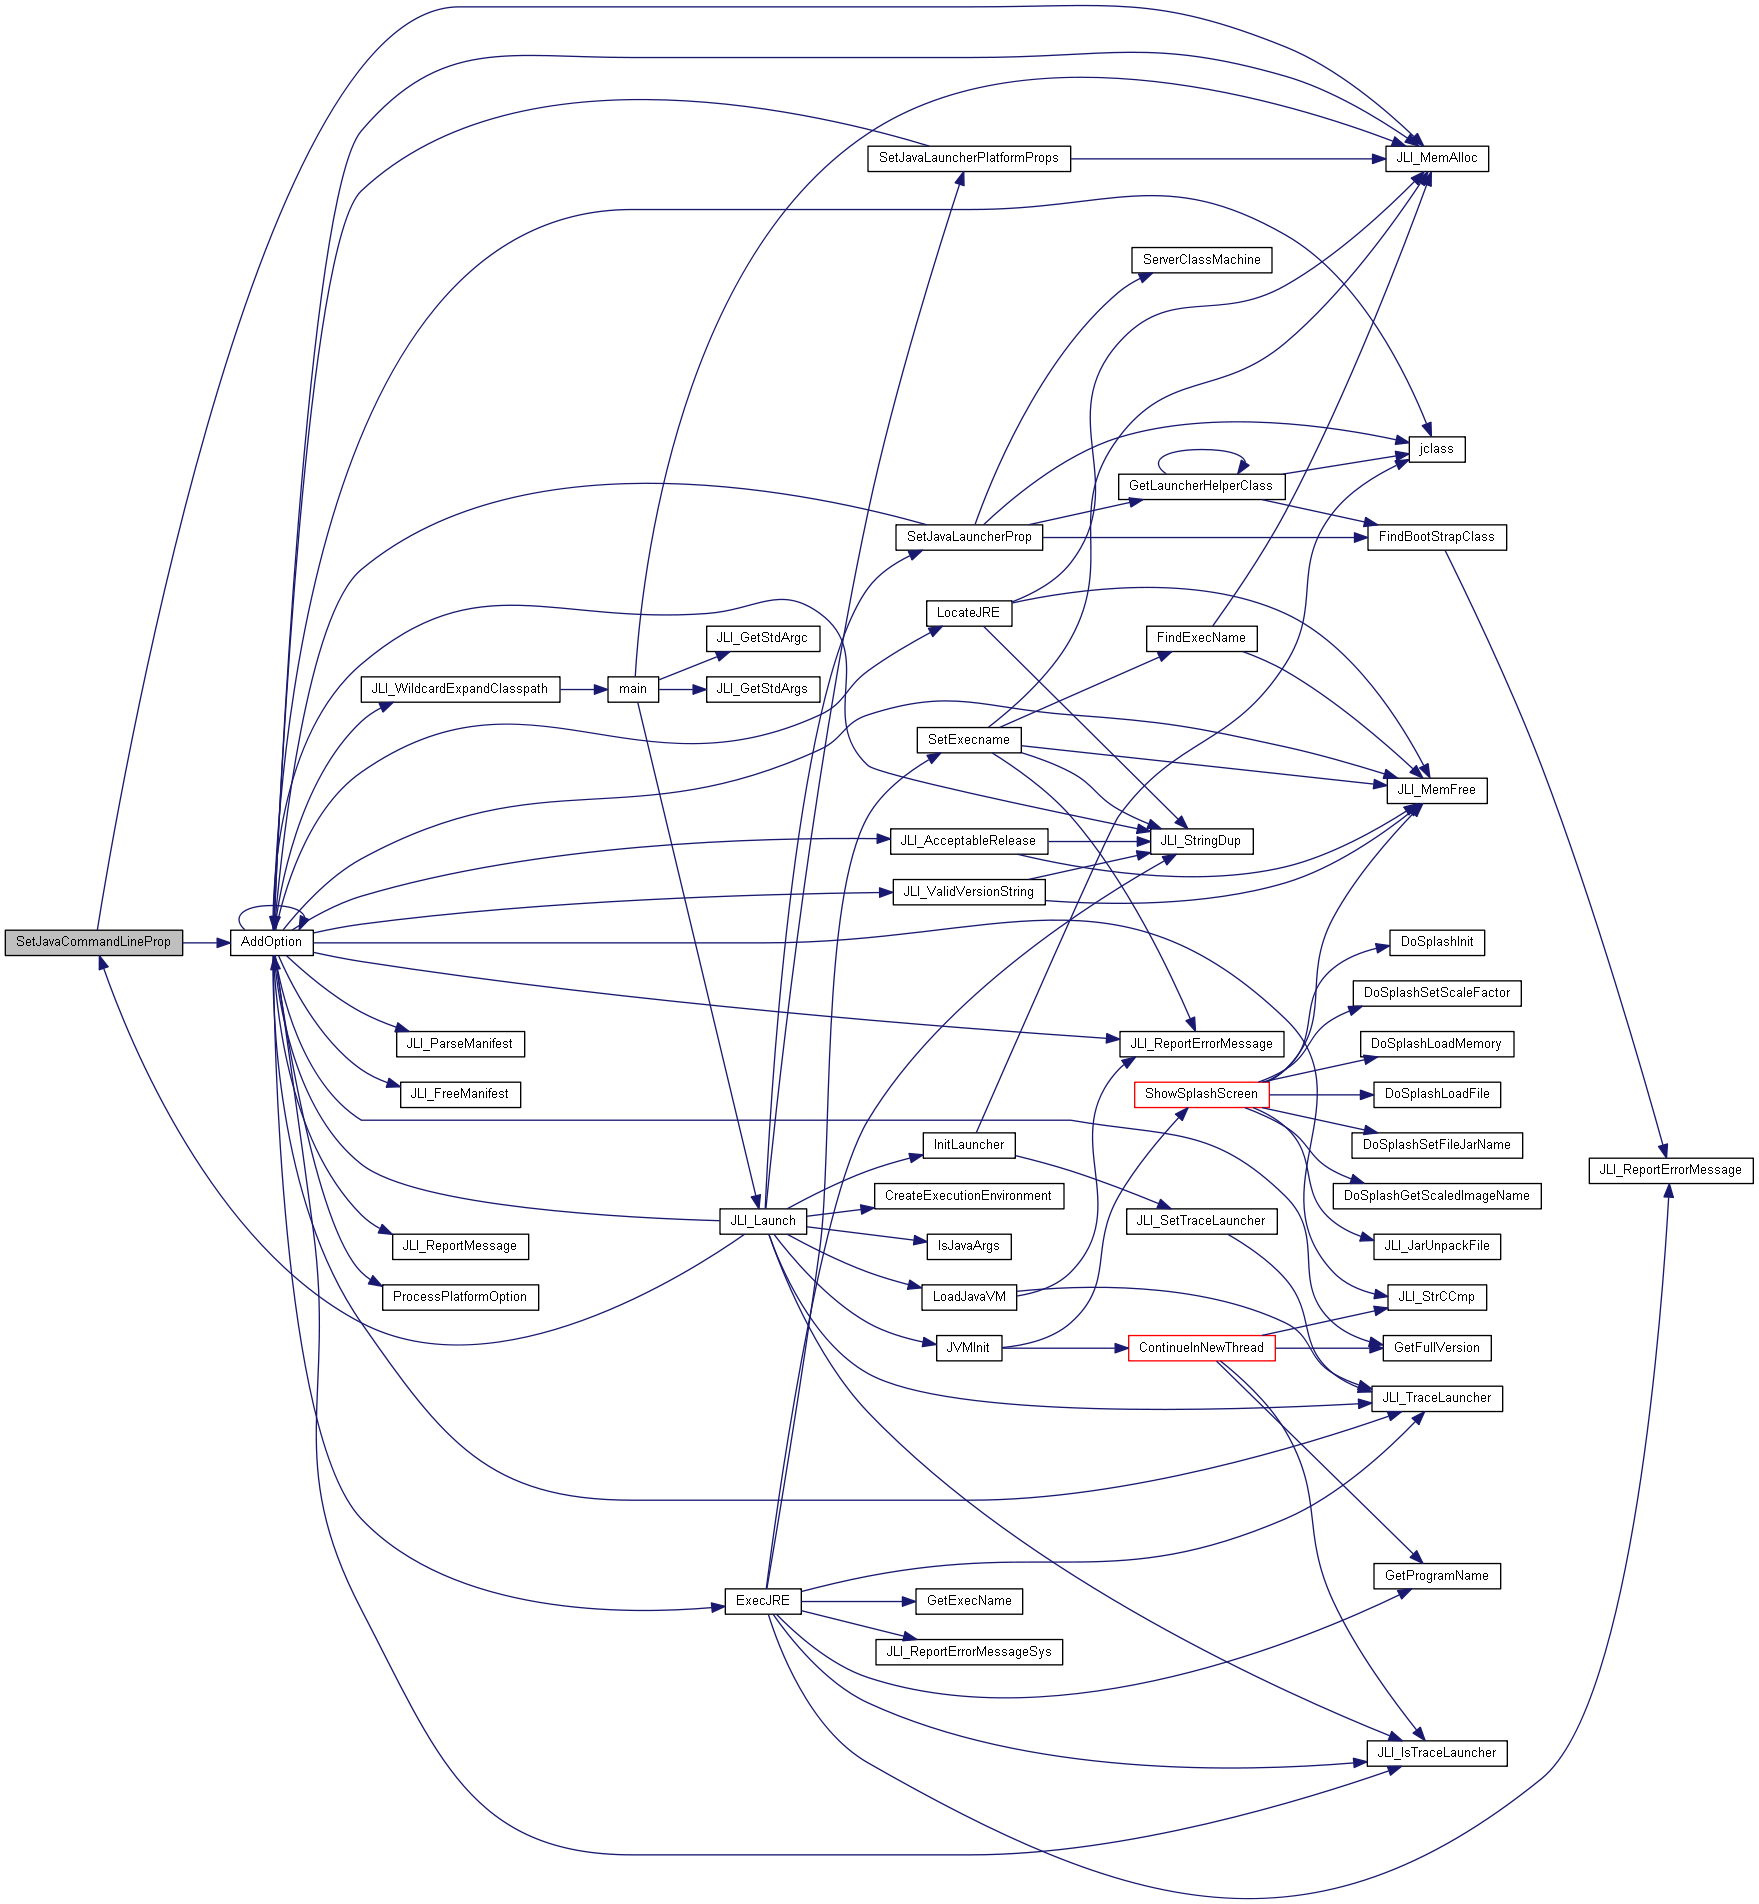 SetJavaLauncherPlatformProps
JLI_MemAlloc
ServerClassMachine
jclass
GetLauncherHelperClass
SetJavaLauncherProp
FindBootStrapClass
LocateJRE
JLI_GetStdArgc
FindExecName
JLI_WildcardExpandClasspath
main
JLI_GetStdArgs
SetExecname
JLI_MemFree
JLI_AcceptableRelease
JLI_StringDup
JLI_ValidVersionString
SetJavaCommandLineProp
AddOption
DoSplashInit
DoSplashSetScaleFactor
JLI_ParseManifest
JLI_ReportErrorMessage
DoSplashLoadMemory
JLI_FreeManifest
ShowSplashScreen
DoSplashLoadFile
InitLauncher
DoSplashSetFileJarName
JLI_ReportErrorMessage
CreateExecutionEnvironment
DoSplashGetScaledImageName
JLI_Launch
JLI_SetTraceLauncher
JLI_ReportMessage
IsJavaArgs
JLI_JarUnpackFile
ProcessPlatformOption
LoadJavaVM
JLI_StrCCmp
JVMInit
ContinueInNewThread
GetFullVersion
JLI_TraceLauncher
GetProgramName
ExecJRE
GetExecName
JLI_ReportErrorMessageSys
JLI_IsTraceLauncher